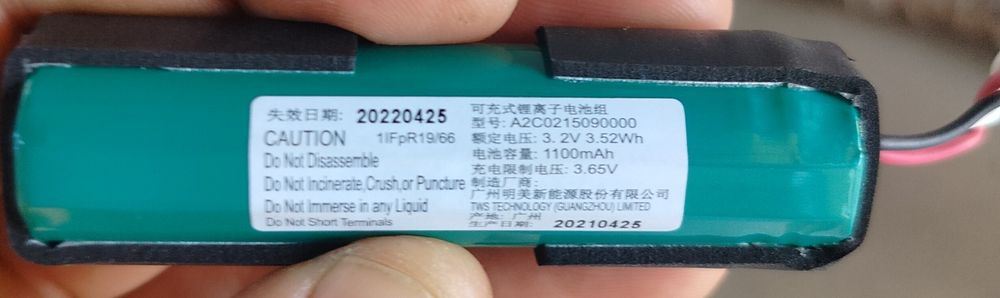 失效日期: 20220425
CAUTION 1IFpR19/66
Do Not Disassemble
Do Not Incinerate,Crush,or Puncture
Do Not Immerse in any Liquid
Do Not Short Terminals
可充式锂离子电池组
型号: A2C0215090000
额定电压: 3.2V 3.52Wh
电池容量: 1100mAh
充电限制电压: 3.65V
制造厂商:
广州明美新能源股份有限公司
TWS TECHNOLOGY (GUANGZHOU) LIMITED
产地: 广州
生产日期: 20210425